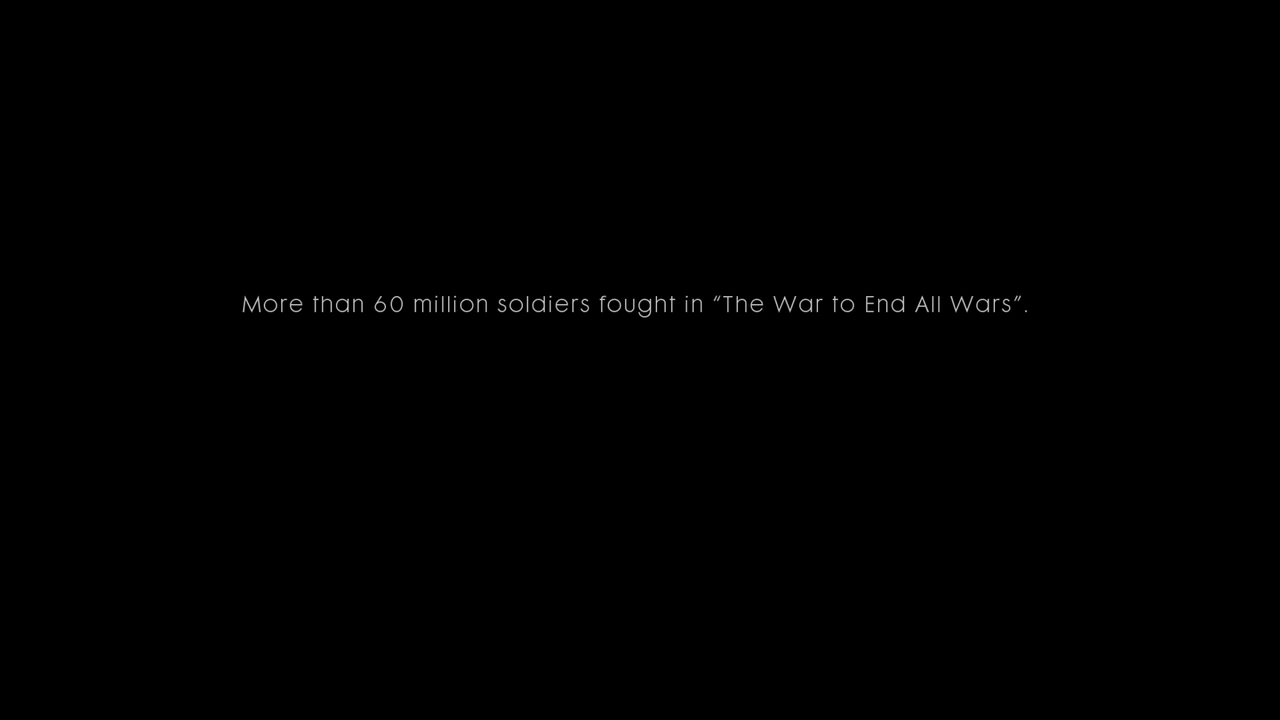 More than 60 million soldiers fought in “The War to End All Wars”.